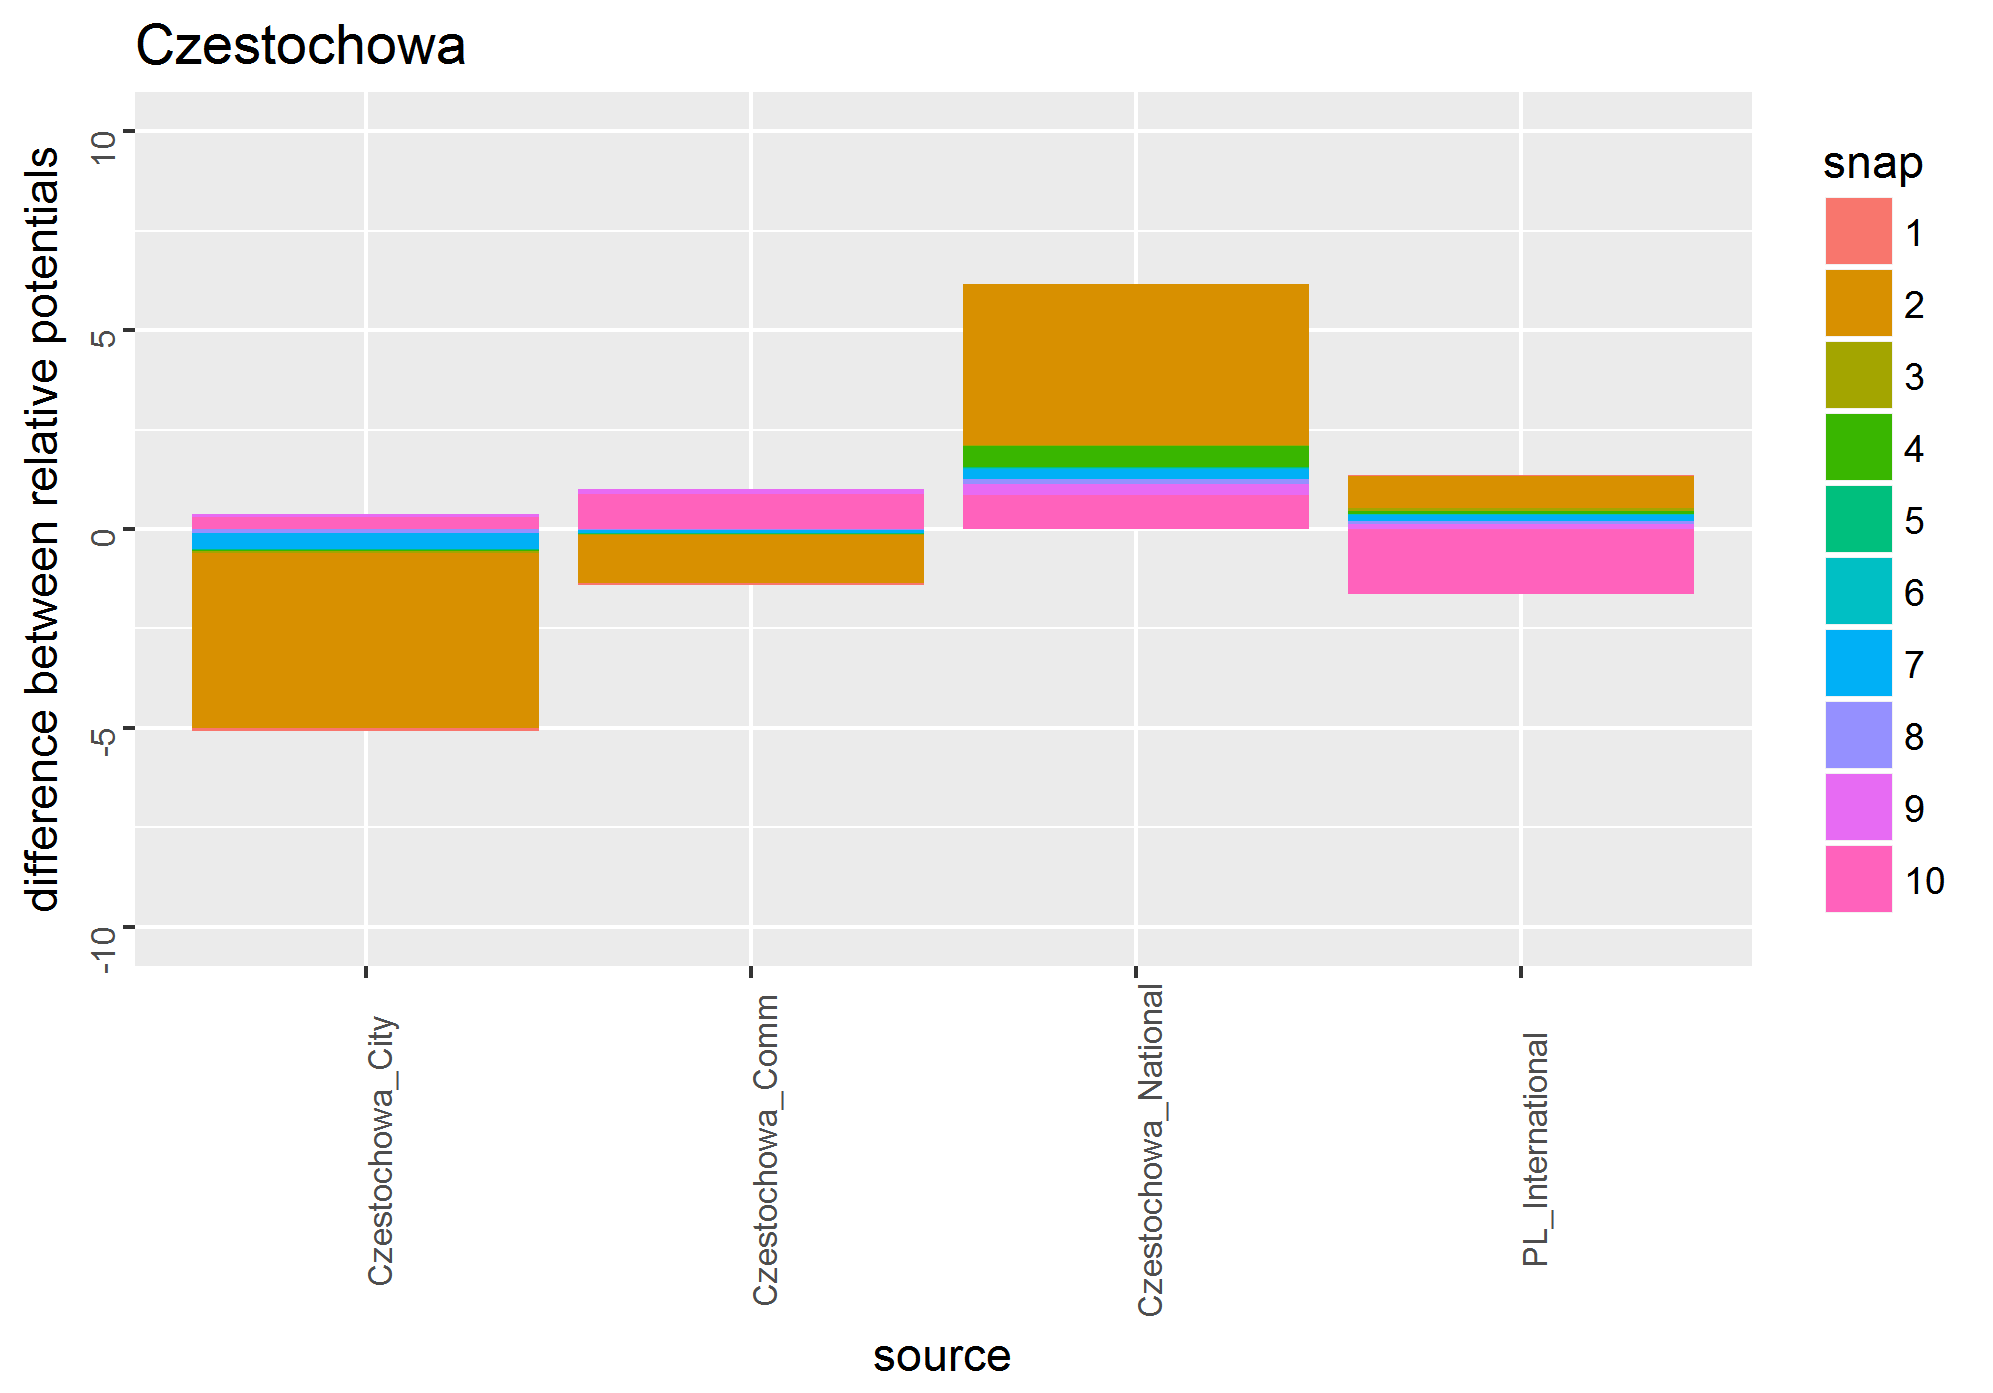 Czestochowa
difference between relative potentials
10
5
0
-5
-10
Czestochowa_City
Czestochowa_Comm
Czestochowa_National
PL_International
source
snap
1
2
3
4
5
6
7
8
9
10